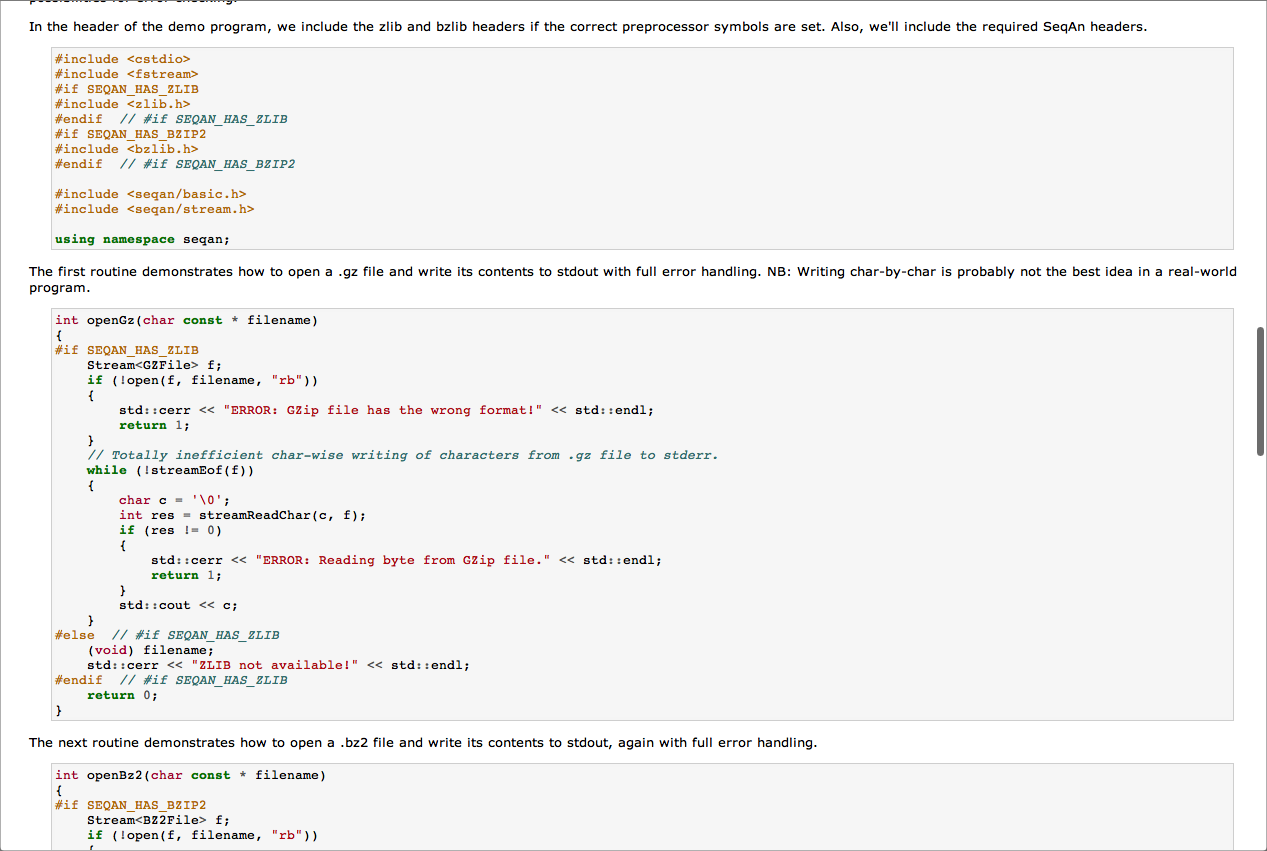 possibilities for error checking.
In the header of the demo program, we include the zlib and bzlib headers if the correct preprocessor symbols are set. Also, we'll include the required SeqAn headers.
#include <cstdio>
#include <fstream>
#if SEQAN_HAS_ZLIB
#include <zlib.h>
#endif  // #if SEQAN_HAS_ZLIB
#if SEQAN_HAS_BZIP2
#include <bzlib.h>
#endif  // #if SEQAN_HAS_BZIP2
#include <seqan/basic.h>
#include <seqan/stream.h>
using namespace seqan;
The first routine demonstrates how to open a .gz file and write its contents to stdout with full error handling. NB: Writing char-by-char is probably not the best idea in a real-world
program.
int openGz(char const * filename)
{
#if SEQAN_HAS_ZLIB
    Stream<GZFile> f;
    if (!open(f, filename, "rb"))
    {
        std::cerr << "ERROR: GZip file has the wrong format!" << std::endl;
        return 1;
    }
    // Totally inefficient char-wise writing of characters from .gz file to stderr.
    while (!streamEof(f))
    {
        char c = '\0';
        int res = streamReadChar(c, f);
        if (res != 0)
        {
            std::cerr << "ERROR: Reading byte from GZip file." << std::endl;
            return 1;
        }
        std::cout << c;
    }
#else  // #if SEQAN_HAS_ZLIB
    (void) filename;
    std::cerr << "ZLIB not available!" << std::endl;
#endif  // #if SEQAN_HAS_ZLIB
    return 0;
}
The next routine demonstrates how to open a .bz2 file and write its contents to stdout, again with full error handling.
int openBz2(char const * filename)
{
#if SEQAN_HAS_BZIP2
    Stream<BZ2File> f;
    if (!open(f, filename, "rb"))
    {